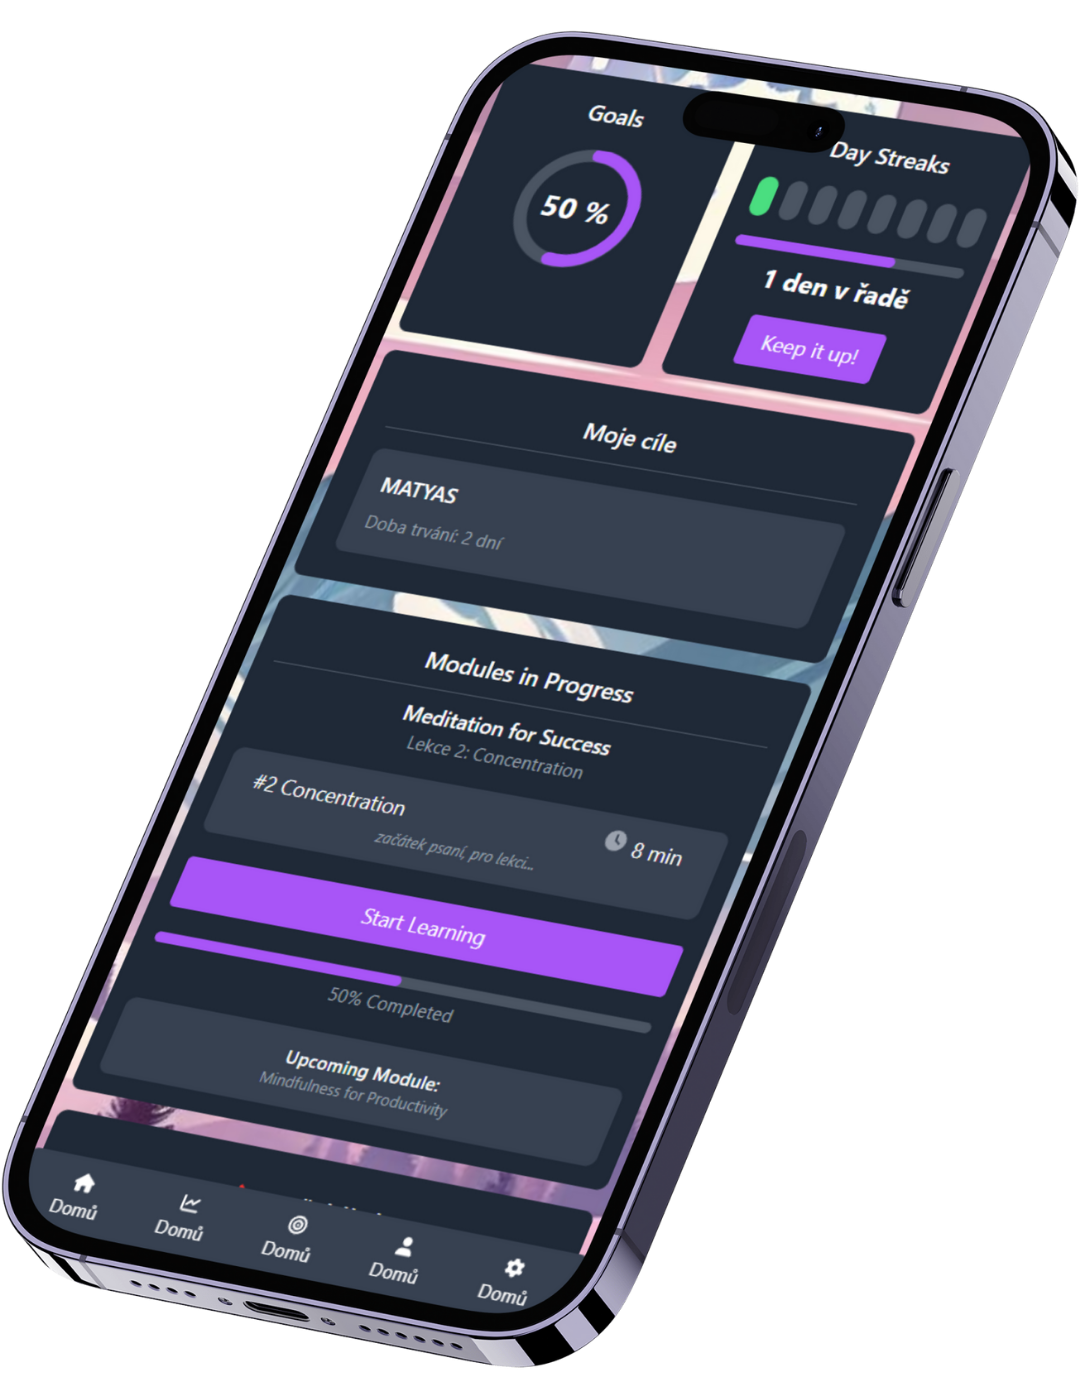 Goals
50 %
Day Streaks
1 den v řadě
Keep it up!
Moje cíle
MATYAS
Doba trvání: 2 dní
Modules in Progress
Meditation for Success
Lekce 2: Concentration
#2 Concentration
8 min
začátek psaní, pro lekci...
Start Learning
50% Completed
Upcoming Module:
Mindfulness for Productivity
Domů
Domů
Domů
Domů
Domů